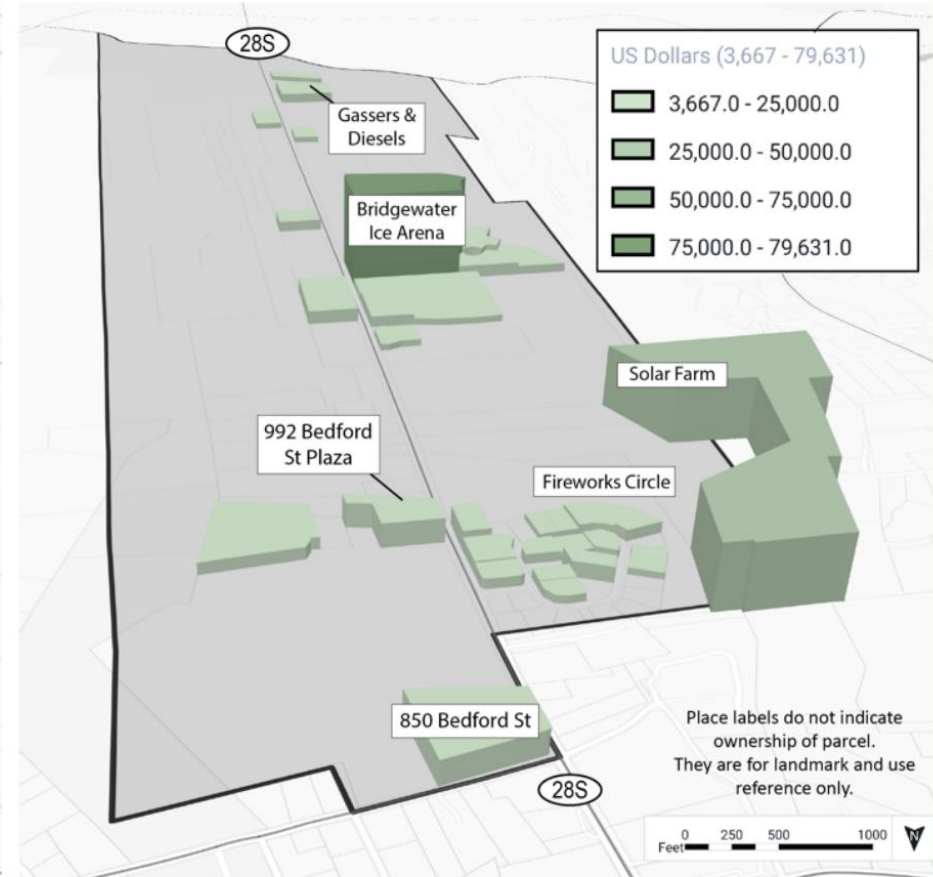 28S
Gassers &
Diesels
Bridgewater
Ice Arena
US Dollars (3,667 - 79,631)
3,667.0 - 25,000.0
25,000.0 - 50,000.0
50,000.0 - 75,000.0
75,000.0 - 79,631.0
Solar Farm
992 Bedford
St Plaza
Fireworks Circle
850 Bedford St
28S
Place labels do not indicate
ownership of parcel.
They are for landmark and use
reference only.
0 250 500 1000
Feet
N